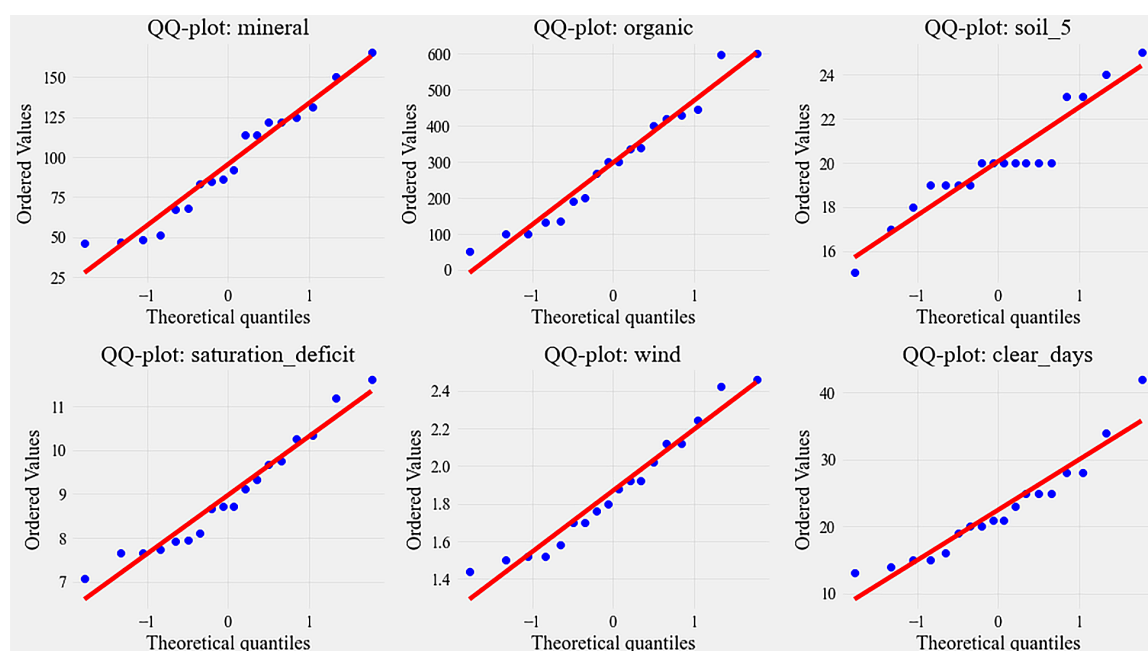 QQ-plot: mineral
Ordered Values
150
125
100
75
50
25
−1
0
1
Theoretical quantiles
QQ-plot: organic
Ordered Values
600
500
400
300
200
100
0
−1
0
1
Theoretical quantiles
QQ-plot: soil_5
Ordered Values
24
22
20
18
16
−1
0
1
Theoretical quantiles
QQ-plot: saturation_deficit
Ordered Values
11
10
9
8
7
−1
0
1
Theoretical quantiles
QQ-plot: wind
Ordered Values
2.4
2.2
2.0
1.8
1.6
1.4
−1
0
1
Theoretical quantiles
QQ-plot: clear_days
Ordered Values
40
30
20
10
−1
0
1
Theoretical quantiles